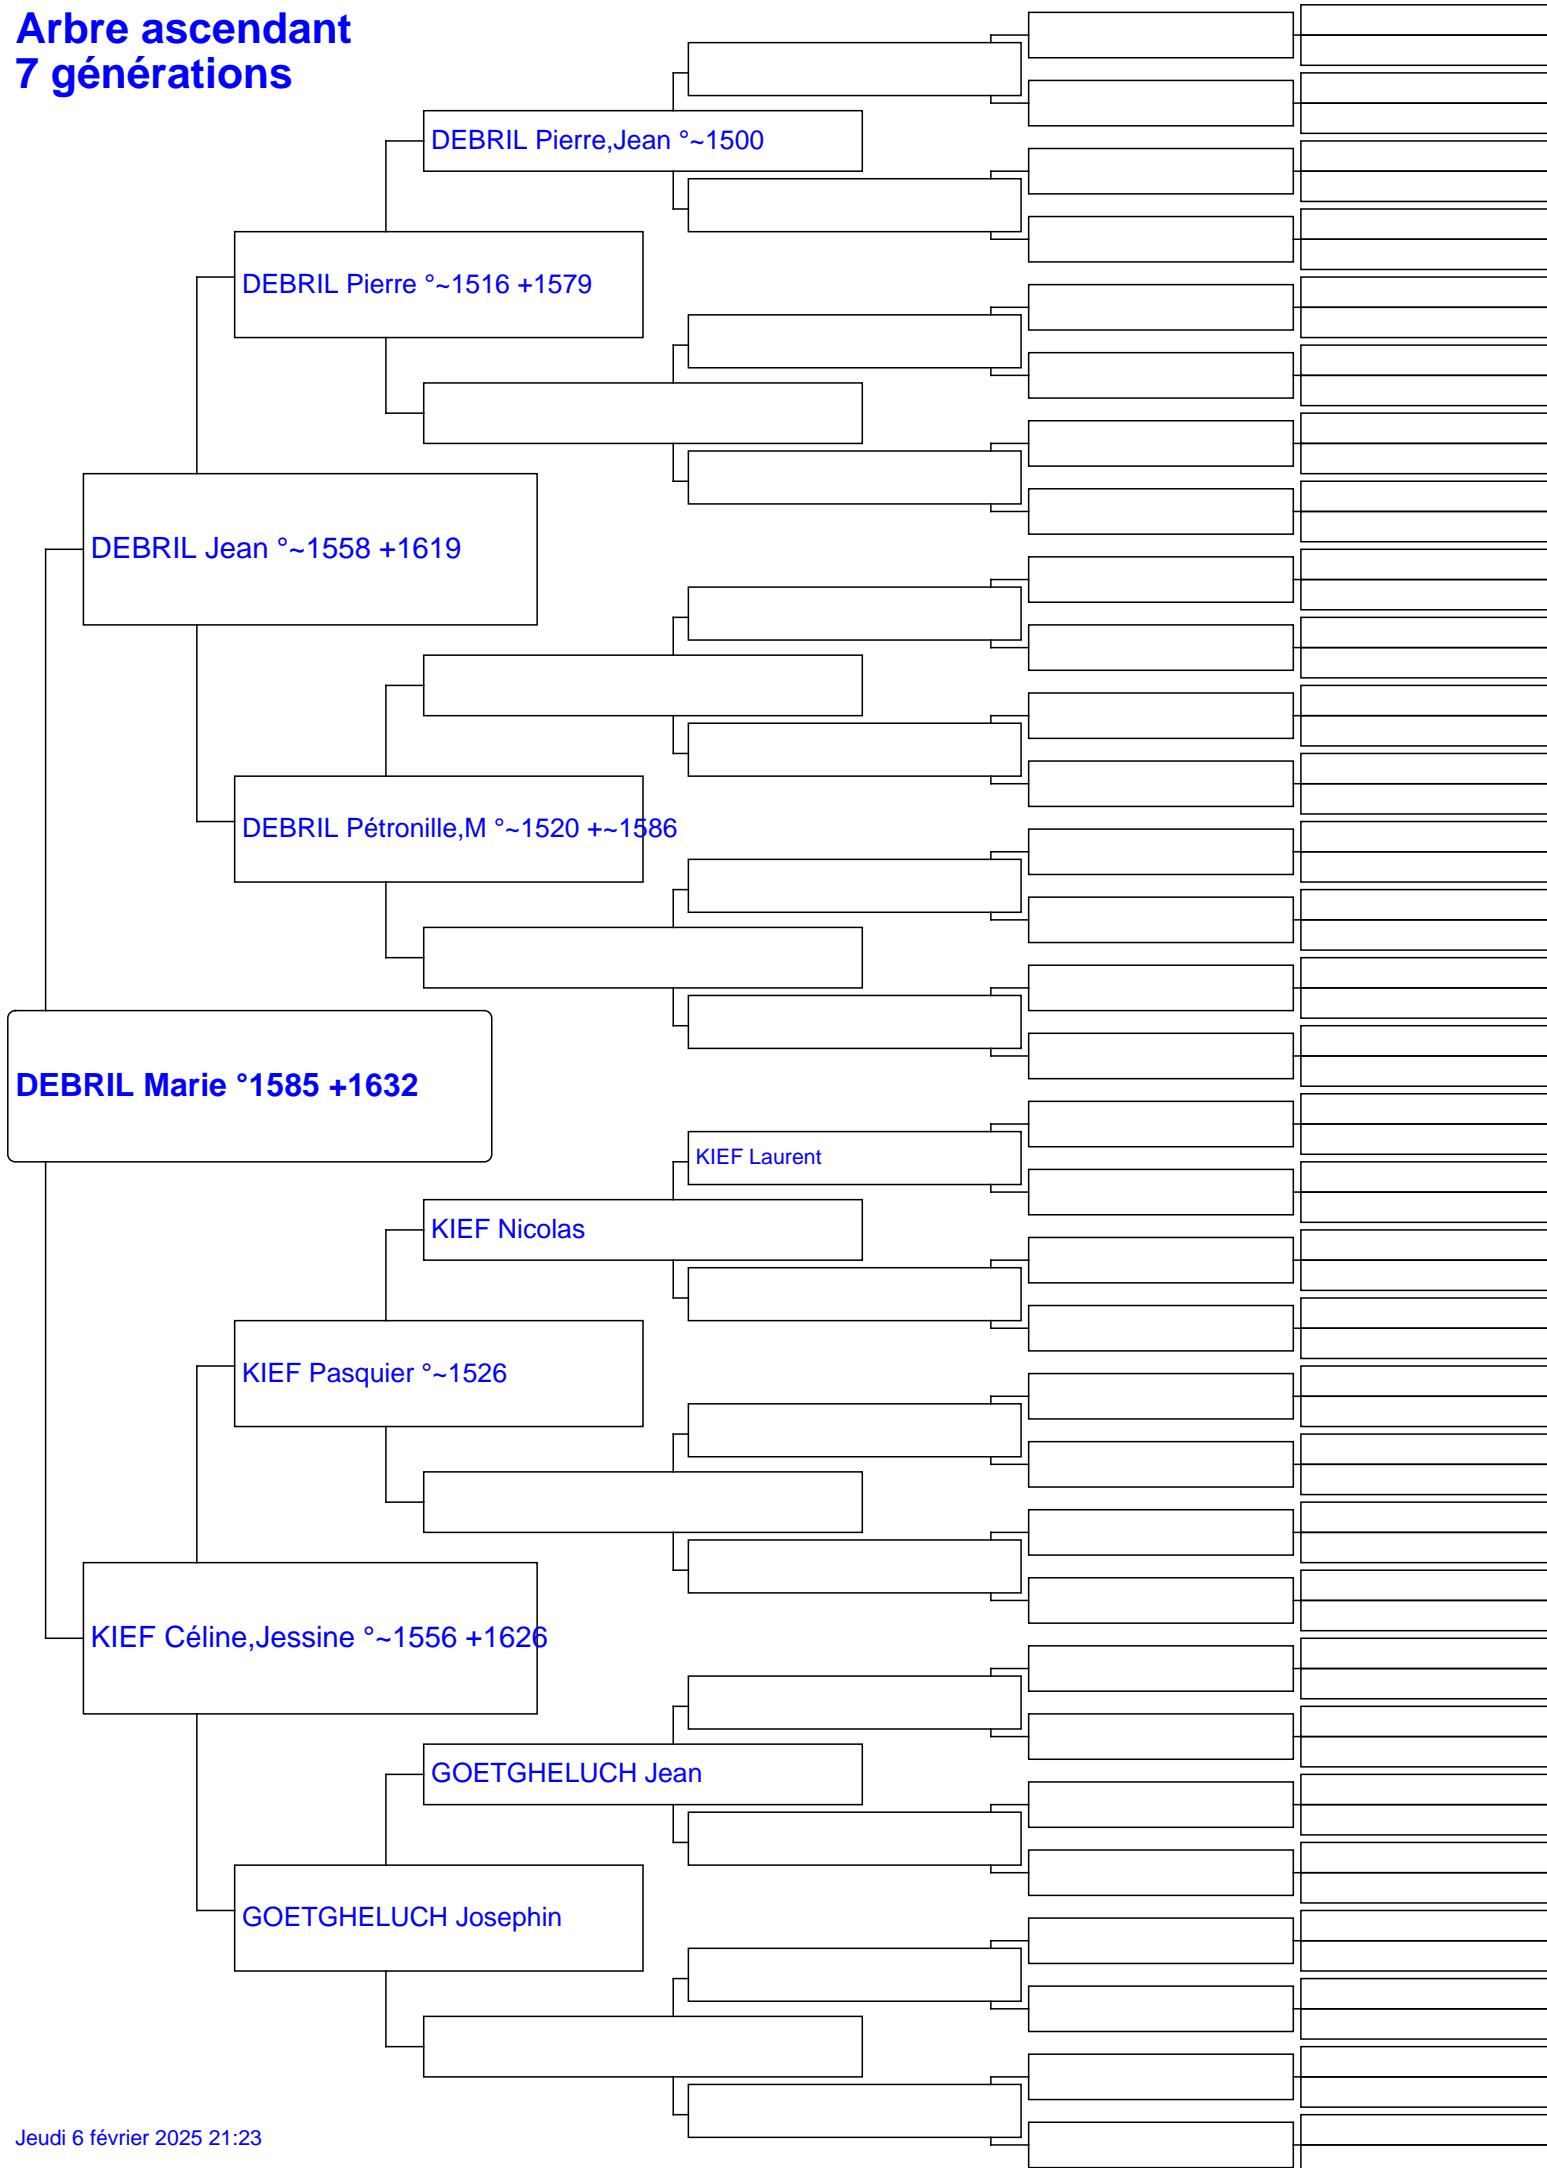 Arbre ascendant
7 générations
DEBRIL Pierre,Jean °~1500
DEBRIL Pierre °~1516 +1579
DEBRIL Jean °~1558 +1619
DEBRIL Pétronille,M °~1520 +~1586
DEBRIL Marie °1585 +1632
KIEF Laurent
KIEF Nicolas
KIEF Pasquier °~1526
KIEF Céline,Jessine °~1556 +1626
GOETGHELUCH Jean
GOETGHELUCH Josephin
Jeudi 6 février 2025 21:23